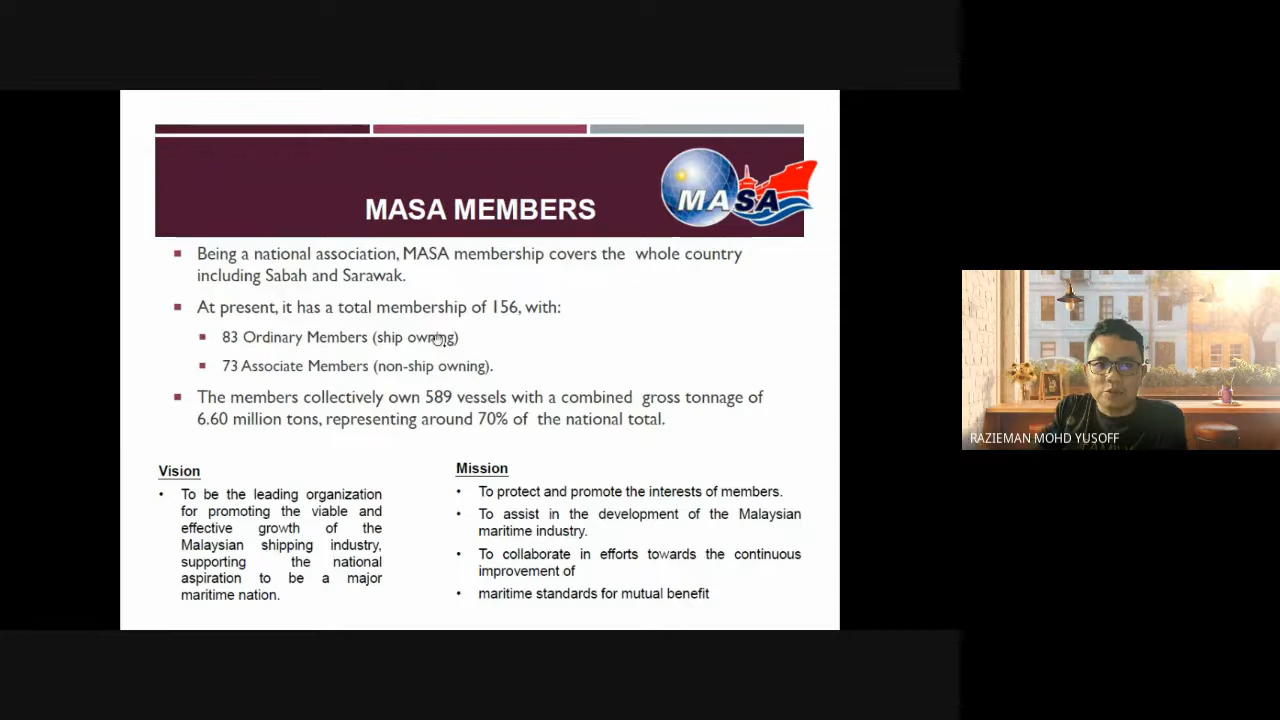 MASA
MASA MEMBERS
Being a national association, MASA membership covers the whole country
including Sabah and Sarawak.
At present, it has a total membership of 156, with:
83 Ordinary Members (ship owning)
73 Associate Members (non-ship owning).
The members collectively own 589 vessels with a combined gross tonnage of
6.60 million tons, representing around 70% of the national total.
Vision
To be the leading organization
for promoting the viable and
effective growth of the
Malaysian shipping industry,
supporting the national
aspiration to be a major
maritime nation.
Mission
To protect and promote the interests of members.
To assist in the development of the Malaysian
maritime industry.
To collaborate in efforts towards the continuous
improvement of
maritime standards for mutual benefit
RAZIEMAN MOHD YUSOFF